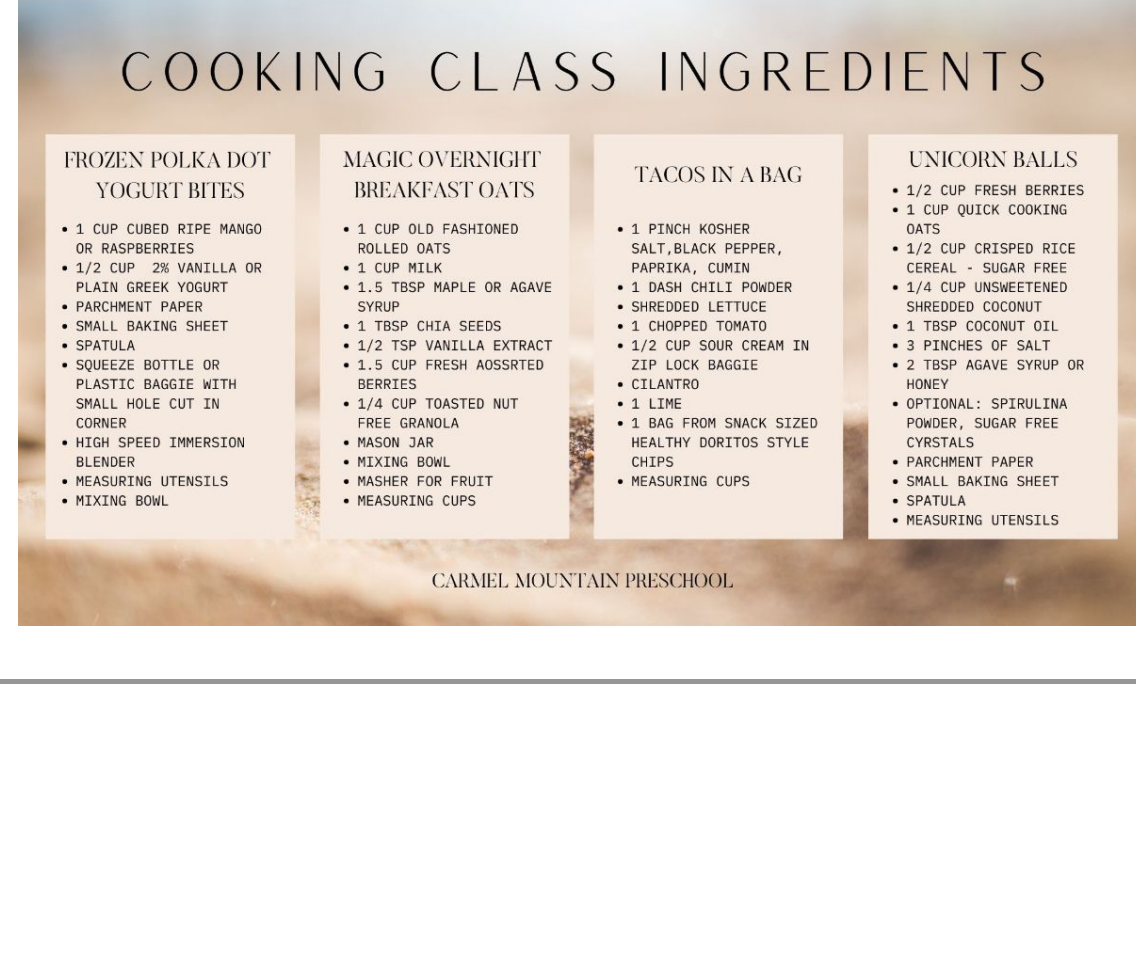 COOKING CLASS INGREDIENTS
FROZEN POLKA DOT
YOGURT BITES
• 1 CUP CUBED RIPE MANGO
OR RASPBERRIES
• 1/2 CUP 2% VANILLA OR
PLAIN GREEK YOGURT
• PARCHMENT PAPER
• SMALL BAKING SHEET
• SPATULA
• SQUEEZE BOTTLE OR
PLASTIC BAGGIE WITH
SMALL HOLE CUT IN
CORNER
• HIGH SPEED IMMERSION
BLENDER
• MEASURING UTENSILS
• MIXING BOWL
MAGIC OVERNIGHT
BREAKFAST OATS
• 1 CUP OLD FASHIONED
ROLLED OATS
• 1 CUP MILK
• 1.5 TBSP MAPLE OR AGAVE
SYRUP
• 1 TBSP CHIA SEEDS
• 1/2 TSP VANILLA EXTRACT
• 1.5 CUP FRESH AOSSRTED
BERRIES
• 1/4 CUP TOASTED NUT
FREE GRANOLA
• MASON JAR
• MIXING BOWL
• MASHER FOR FRUIT
• MEASURING CUPS
TACOS IN A BAG
• 1 PINCH KOSHER
SALT,BLACK PEPPER,
PAPRIKA, CUMIN
• 1 DASH CHILI POWDER
• SHREDDED LETTUCE
• 1 CHOPPED TOMATO
• 1/2 CUP SOUR CREAM IN
ZIP LOCK BAGGIE
• CILANTRO
• 1 LIME
• 1 BAG FROM SNACK SIZED
HEALTHY DORITOS STYLE
CHIPS
• MEASURING CUPS
UNICORN BALLS
• 1/2 CUP FRESH BERRIES
• 1 CUP QUICK COOKING
OATS
• 1/2 CUP CRISPED RICE
CEREAL - SUGAR FREE
• 1/4 CUP UNSWEETENED
SHREDDED COCONUT
• 1 TBSP COCONUT OIL
• 3 PINCHES OF SALT
• 2 TBSP AGAVE SYRUP OR
HONEY
• OPTIONAL: SPIRULINA
POWDER, SUGAR FREE
CYRSTALS
• PARCHMENT PAPER
• SMALL BAKING SHEET
• SPATULA
• MEASURING UTENSILS
CARMEL MOUNTAIN PRESCHOOL